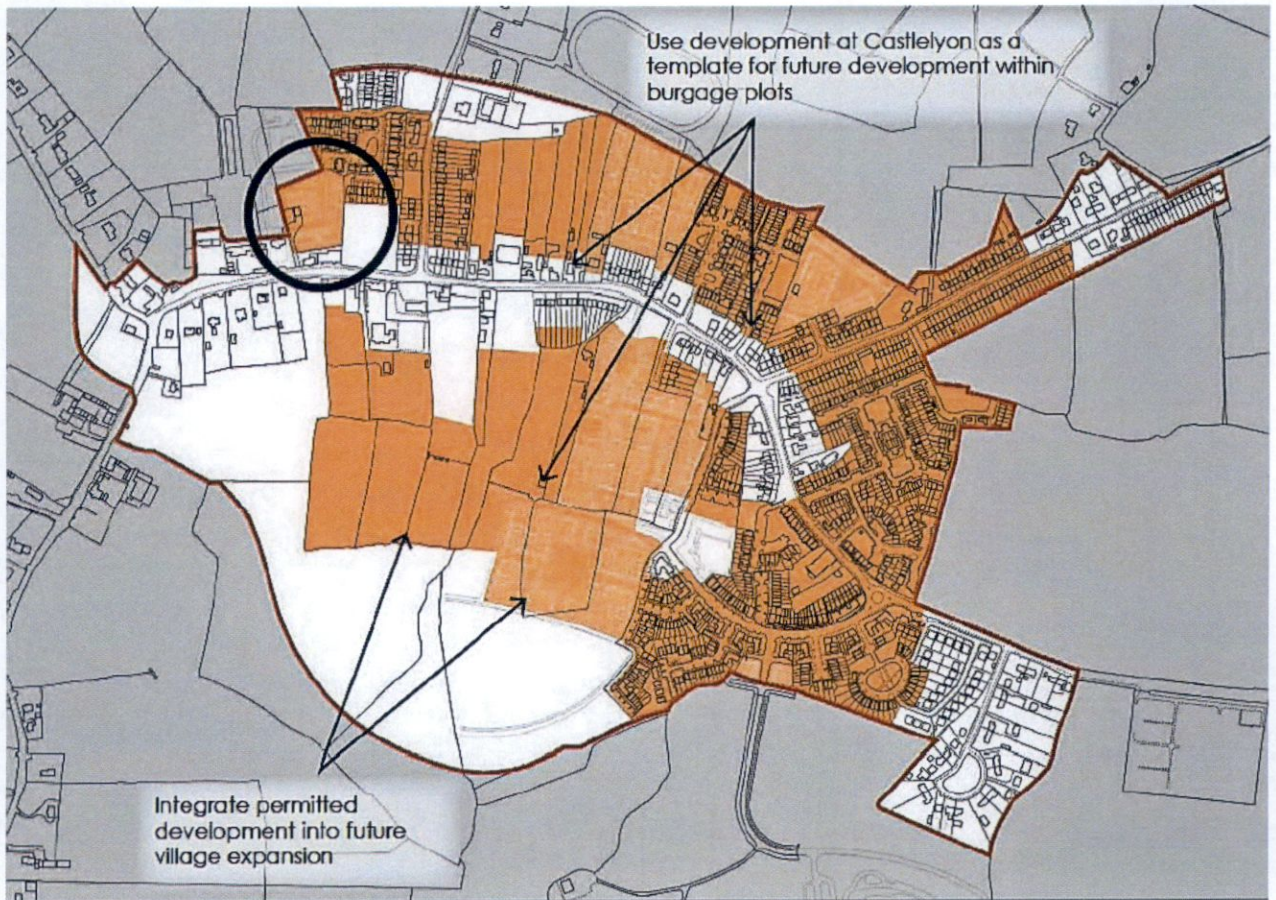 Use development at Castlelyon as a
template for future development within
burgage plots
Integrate permitted
development into future
village expansion